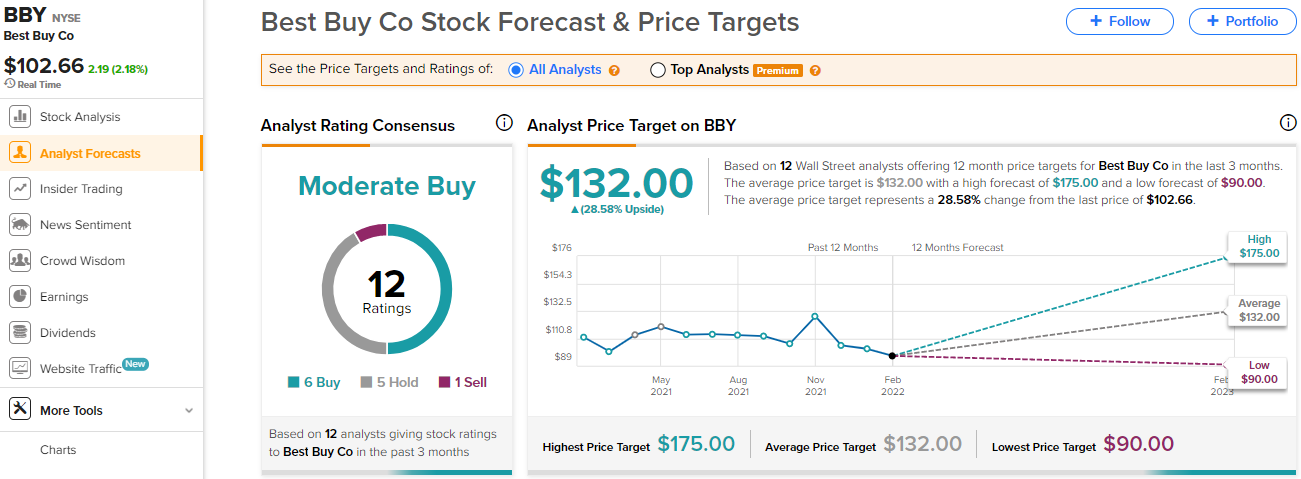 BBY NYSE
Best Buy Co
$102.66 2.19 (2.18%)
Real Time
Stock Analysis
Analyst Forecasts
Insider Trading
News Sentiment
Crowd Wisdom
Earnings
Dividends
Website Traffic New
More Tools
Charts
Best Buy Co Stock Forecast & Price Targets
+ Follow
+ Portfolio
See the Price Targets and Ratings of: All Analysts ? Top Analysts Premium ?
Analyst Rating Consensus
Moderate Buy
12
Ratings
6 Buy 5 Hold 1 Sell
Based on 12 analysts giving stock ratings
to Best Buy Co in the past 3 months
Analyst Price Target on BBY
$132.00
▲(28.58% Upside)
Based on 12 Wall Street analysts offering 12 month price targets for Best Buy Co in the last 3 months.
The average price target is $132.00 with a high forecast of $175.00 and a low forecast of $90.00.
The average price target represents a 28.58% change from the last price of $102.66.
Past 12 Months 12 Months Forecast
$176
$154.3
$132.5
$110.8
$89
High
$175.00
Average
$132.00
Low
$90.00
May Aug Nov Feb Feb
2021 2021 2021 2022 2023
Highest Price Target $175.00 Average Price Target $132.00 Lowest Price Target $90.00